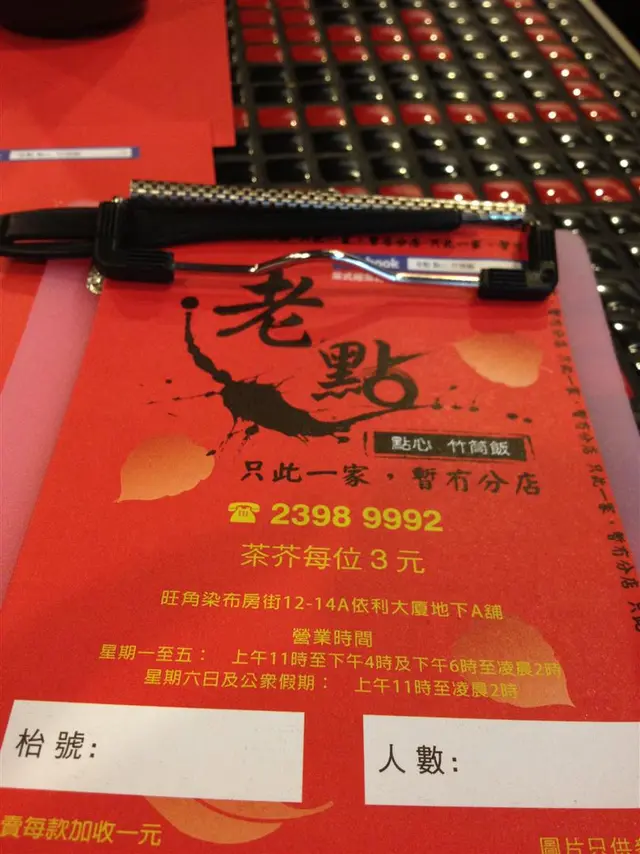 老
點
點心 竹筒飯
只此一家，暫冇分店
☎ 2398 9992
茶芥每位3元
旺角染布房街12-14A依利大廈地下A舖
營業時間
星期一至五： 上午11時至下午4時及下午6時至凌晨2時
星期六日及公眾假期： 上午11時至凌晨2時
枱號:
人數:
賣每款加收一元
圖片只供